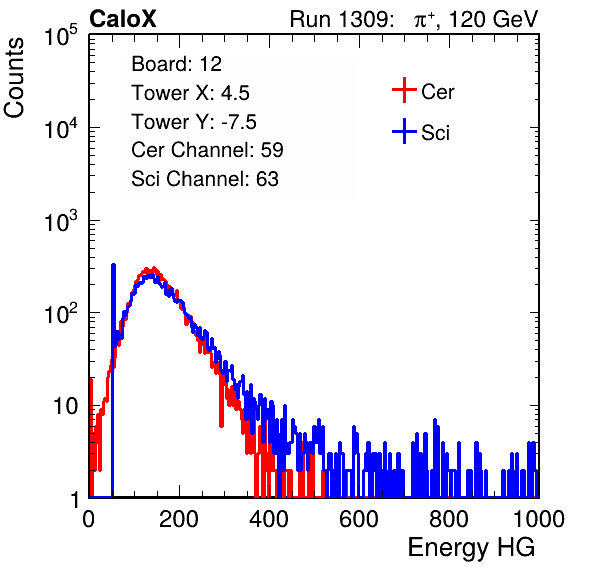 CaloX Run 1309: π⁺, 120 GeV
Counts
10⁵
10⁴
10³
10²
10
1
Board: 12
Tower X: 4.5
Tower Y: -7.5
Cer Channel: 59
Sci Channel: 63
Cer
Sci
0 200 400 600 800 1000
Energy HG